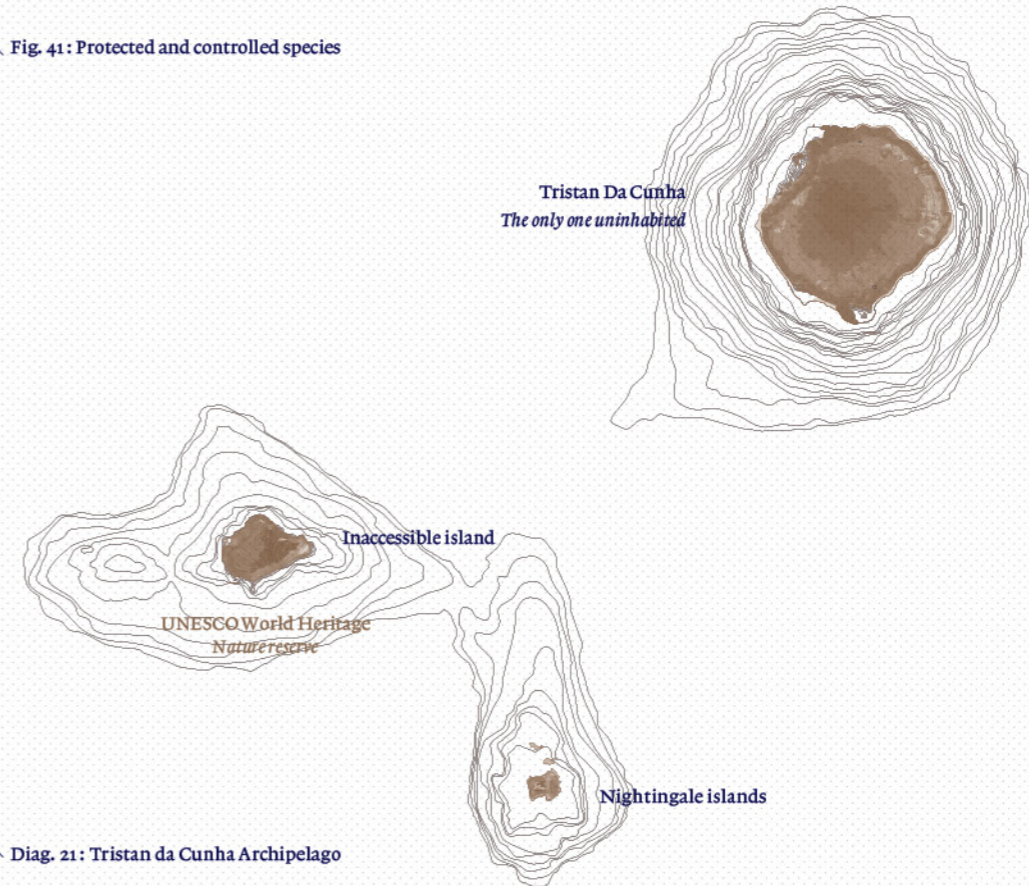 Fig. 41: Protected and controlled species
Tristan Da Cunha
The only one uninhabited
Inaccessible island
UNESCO World Heritage
Nature reserve
Nightingale islands
Diag. 21: Tristan da Cunha Archipelago